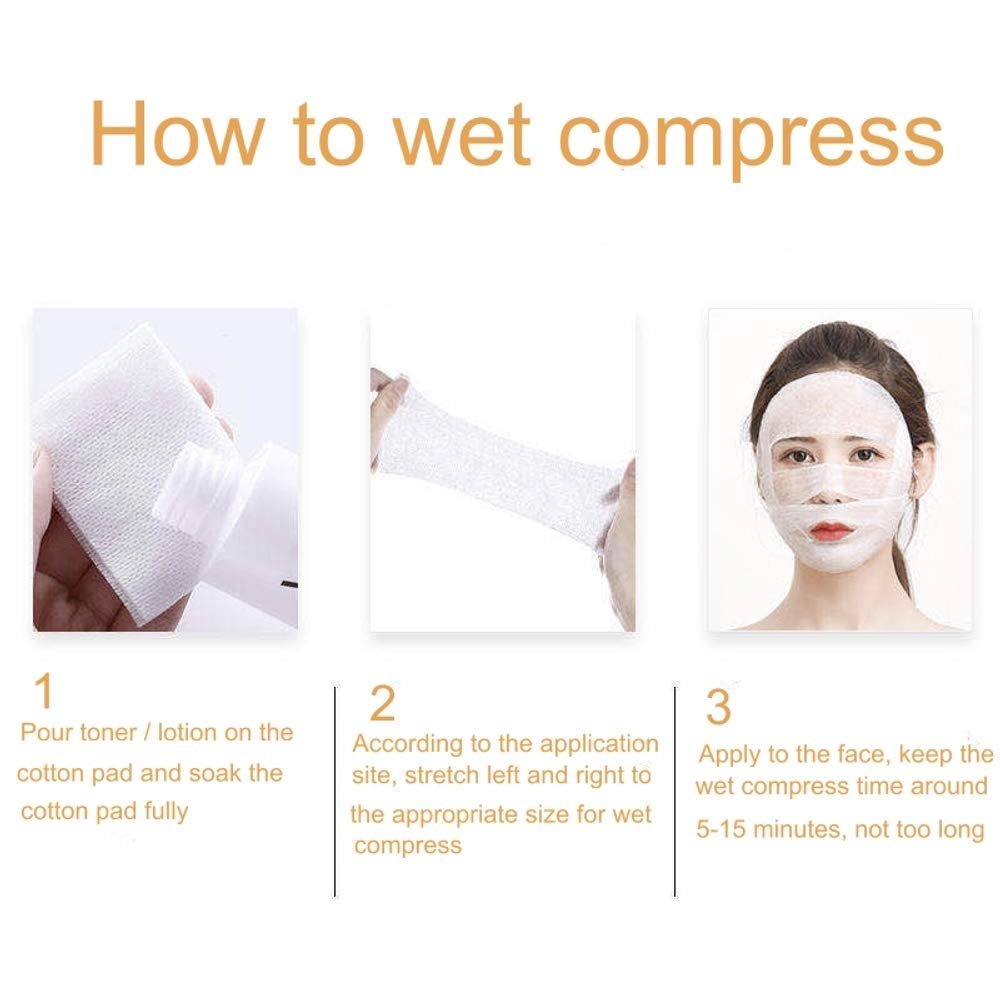 How to wet compress
1
Pour toner / lotion on the
cotton pad and soak the
cotton pad fully
2
According to the application
site, stretch left and right to
the appropriate size for wet
compress
3
Apply to the face, keep the
wet compress time around
5-15 minutes, not too long